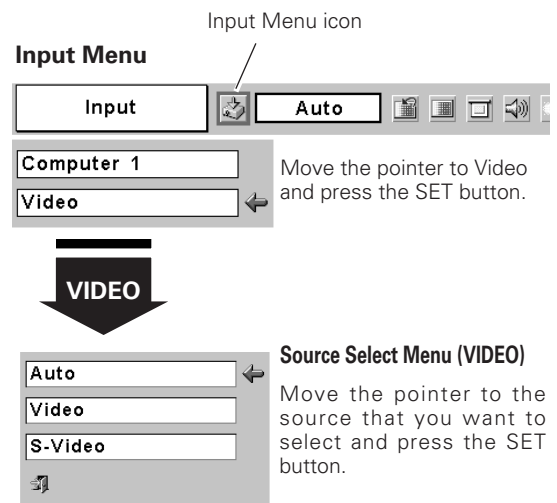 Input Menu icon
Input Menu
Input
Auto
Computer 1
Video
Move the pointer to Video
and press the SET button.
VIDEO
Auto
Video
S-Video
Source Select Menu (VIDEO)
Move the pointer to the
source that you want to
select and press the SET
button.